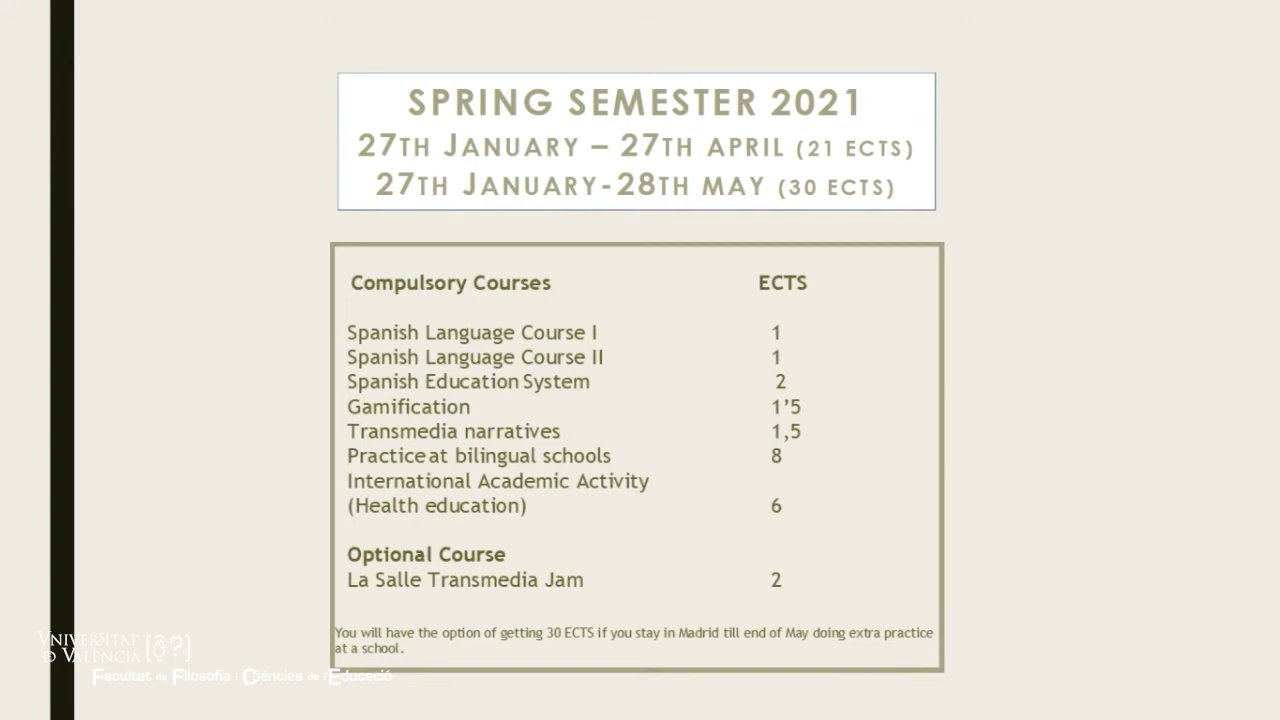 SPRING SEMESTER 2021
27TH JANUARY – 27TH APRIL (21 ECTS)
27TH JANUARY-28TH MAY (30 ECTS)
Compulsory Courses ECTS
Spanish Language Course I 1
Spanish Language Course II 1
Spanish Education System 2
Gamification 1’5
Transmedia narratives 1,5
Practice at bilingual schools 8
International Academic Activity
(Health education) 6
Optional Course
La Salle Transmedia Jam 2
You will have the option of getting 30 ECTS if you stay in Madrid till end of May doing extra practice
at a school.
VNIVERSITAT
ID VALÈNCIA [?]
Facultat de Filosofia i Ciències de l'Educació